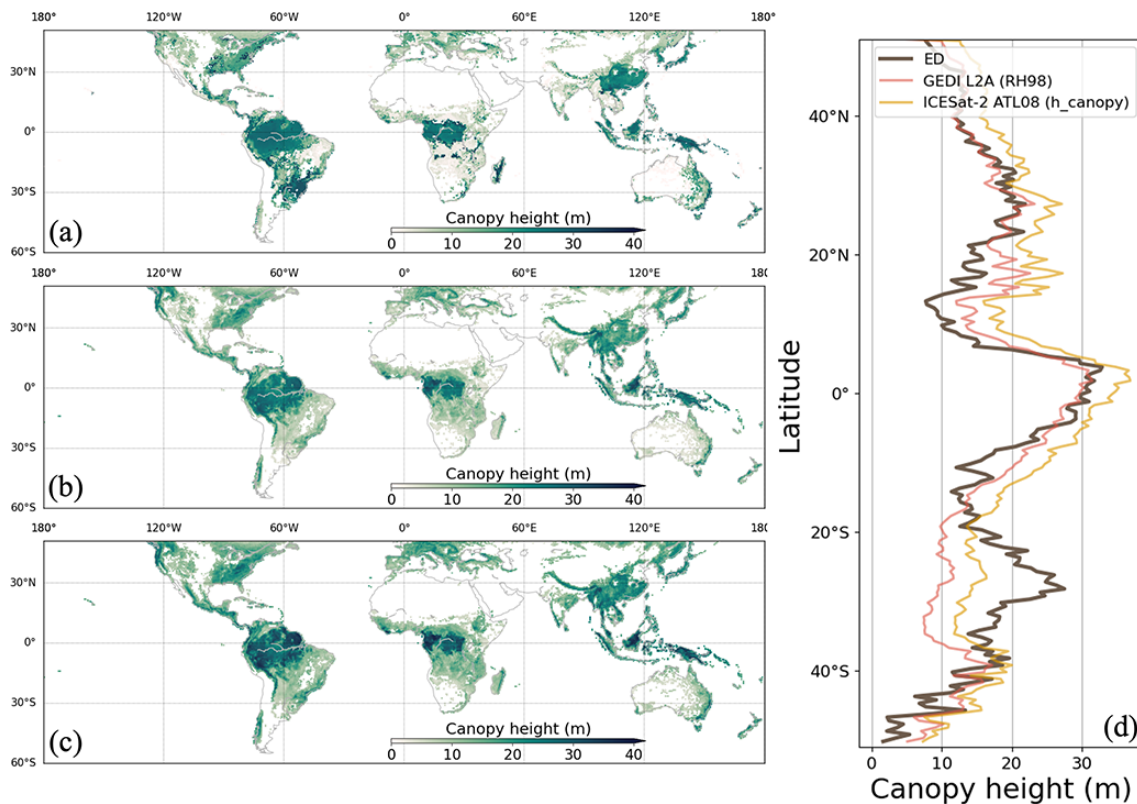 180° 120°W 60°W 0° 60°E 120°E 180°
30°N
0°
30°S
60°S
(a)
Canopy height (m)
0 10 20 30 40
180° 120°W 60°W 0° 60°E 120°E 180°
30°N
0°
30°S
60°S
(b)
Canopy height (m)
0 10 20 30 40
180° 120°W 60°W 0° 60°E 120°E 180°
30°N
0°
30°S
60°S
(c)
Canopy height (m)
0 10 20 30 40
ED
GEDI L2A (RH98)
ICESat-2 ATL08 (h_canopy)
40°N
20°N
0°
20°S
40°S
Latitude
(d)
0 10 20 30
Canopy height (m)